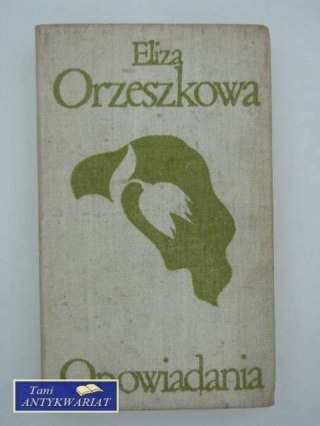 Eliza
Orzeszkowa
Opowiadania
Tani
ANTYKWARIAT